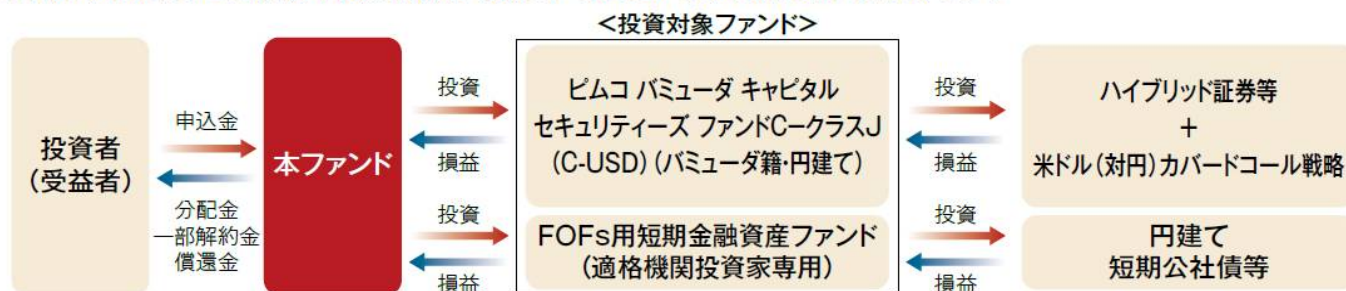 ＜投資対象ファンド＞
投資者
(受益者)
申込金
分配金
一部解約金
償還金
本ファンド
投資
損益
投資
損益
ピムコ バミューダ キャピタル
セキュリティーズ ファンドCークラスJ
(C-USD)(バミューダ籍・円建て)
FOFs用短期金融資産ファンド
(適格機関投資家専用)
投資
損益
投資
損益
ハイブリッド証券等
+
米ドル(対円)カバードコール戦略
円建て
短期公社債等